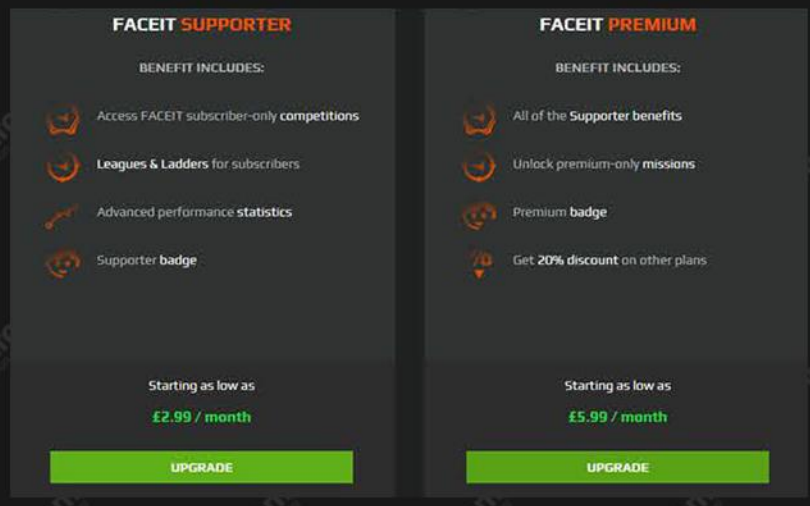 FACEIT SUPPORTER
BENEFIT INCLUDES:
Access FACEIT subscriber-only competitions
Leagues & Ladders for subscribers
Advanced performance statistics
Supporter badge
Starting as low as
£2.99 / month
UPGRADE
FACEIT PREMIUM
BENEFIT INCLUDES:
All of the Supporter benefits
Unlock premium-only missions
Premium badge
Get 20% discount on other plans
Starting as low as
£5.99 / month
UPGRADE